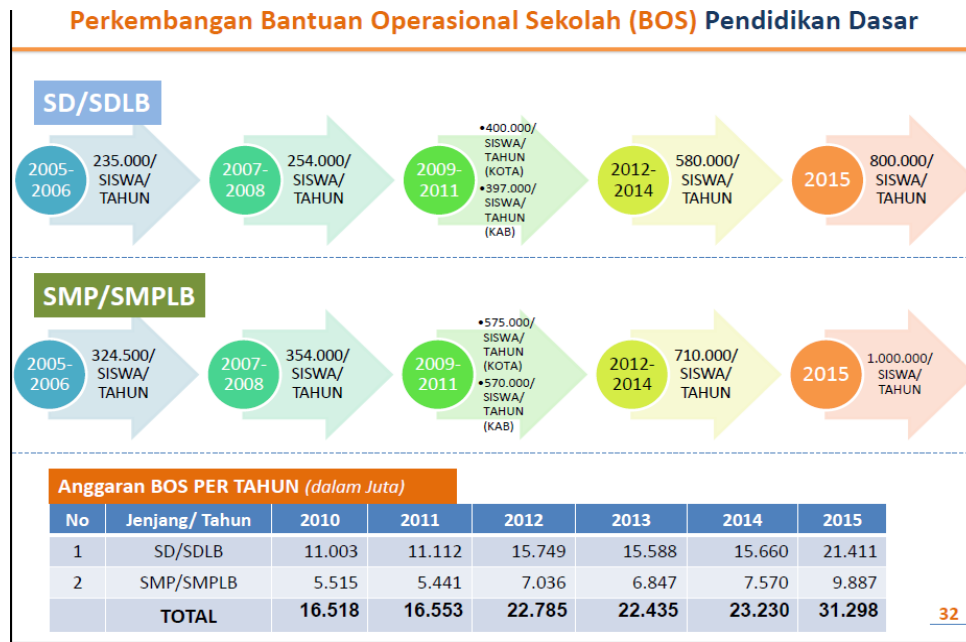 Perkembangan Bantuan Operasional Sekolah (BOS) Pendidikan Dasar
SD/SDLB
2005-
2006
235.000/
SISWA/
TAHUN
2007-
2008
254.000/
SISWA/
TAHUN
2009-
2011
•400.000/
SISWA/
TAHUN
(KOTA)
•397.000/
SISWA/
TAHUN
(KAB)
2012-
2014
580.000/
SISWA/
TAHUN
2015
800.000/
SISWA/
TAHUN
SMP/SMPLB
2005-
2006
324.500/
SISWA/
TAHUN
2007-
2008
354.000/
SISWA/
TAHUN
2009-
2011
•575.000/
SISWA/
TAHUN
(KOTA)
•570.000/
SISWA/
TAHUN
(KAB)
2012-
2014
710.000/
SISWA/
TAHUN
2015
1.000.000/
SISWA/
TAHUN
Anggaran BOS PER TAHUN (dalam Juta)
No Jenjang/ Tahun 2010 2011 2012 2013 2014 2015
1 SD/SDLB 11.003 11.112 15.749 15.588 15.660 21.411
2 SMP/SMPLB 5.515 5.441 7.036 6.847 7.570 9.887
TOTAL 16.518 16.553 22.785 22.435 23.230 31.298
32